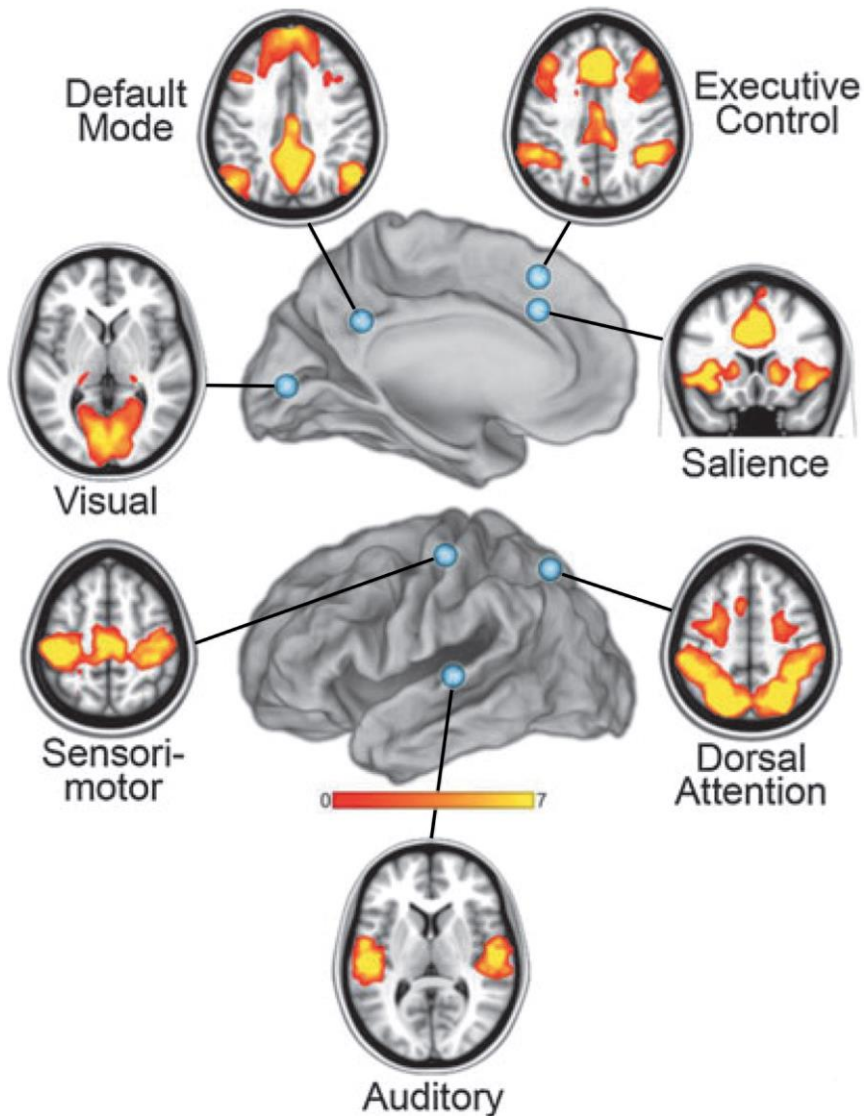 Default
Mode
Executive
Control
Visual
Salience
Sensori-
motor
Dorsal
Attention
0 7
Auditory